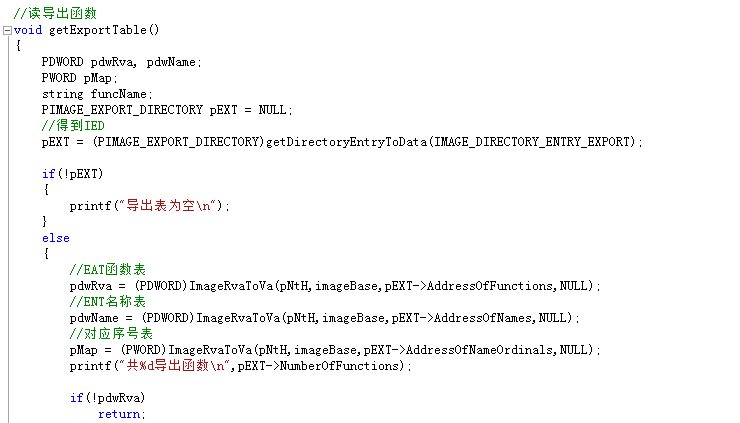 //读导出函数
void getExportTable()
{
    PDWORD pdwRva, pdwName;
    PWORD pMap;
    string funcName;
    PIMAGE_EXPORT_DIRECTORY pEXT = NULL;
    //得到IED
    pEXT = (PIMAGE_EXPORT_DIRECTORY)getDirectoryEntryToData(IMAGE_DIRECTORY_ENTRY_EXPORT);

    if(!pEXT)
    {
        printf("导出表为空\n");
    }
    else
    {
        //EAT函数表
        pdwRva = (PDWORD)ImageRvaToVa(pNtH,imageBase,pEXT->AddressOfFunctions,NULL);
        //ENT名称表
        pdwName = (PDWORD)ImageRvaToVa(pNtH,imageBase,pEXT->AddressOfNames,NULL);
        //对应序号表
        pMap = (PWORD)ImageRvaToVa(pNtH,imageBase,pEXT->AddressOfNameOrdinals,NULL);
        printf("共%d导出函数\n",pEXT->NumberOfFunctions);

        if(!pdwRva)
            return;